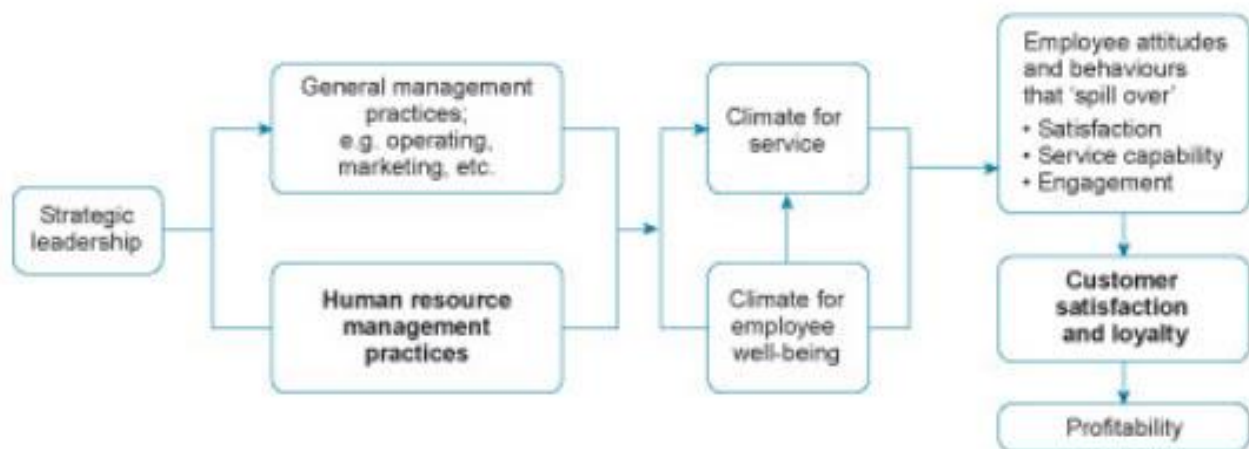 Strategic
leadership
General management
practices;
e.g. operating,
marketing, etc.
Human resource
management
practices
Climate for
service
Climate for
employee
well-being
Employee attitudes
and behaviours
that ‘spill over’
• Satisfaction
• Service capability
• Engagement
Customer
satisfaction
and loyalty
Profitability